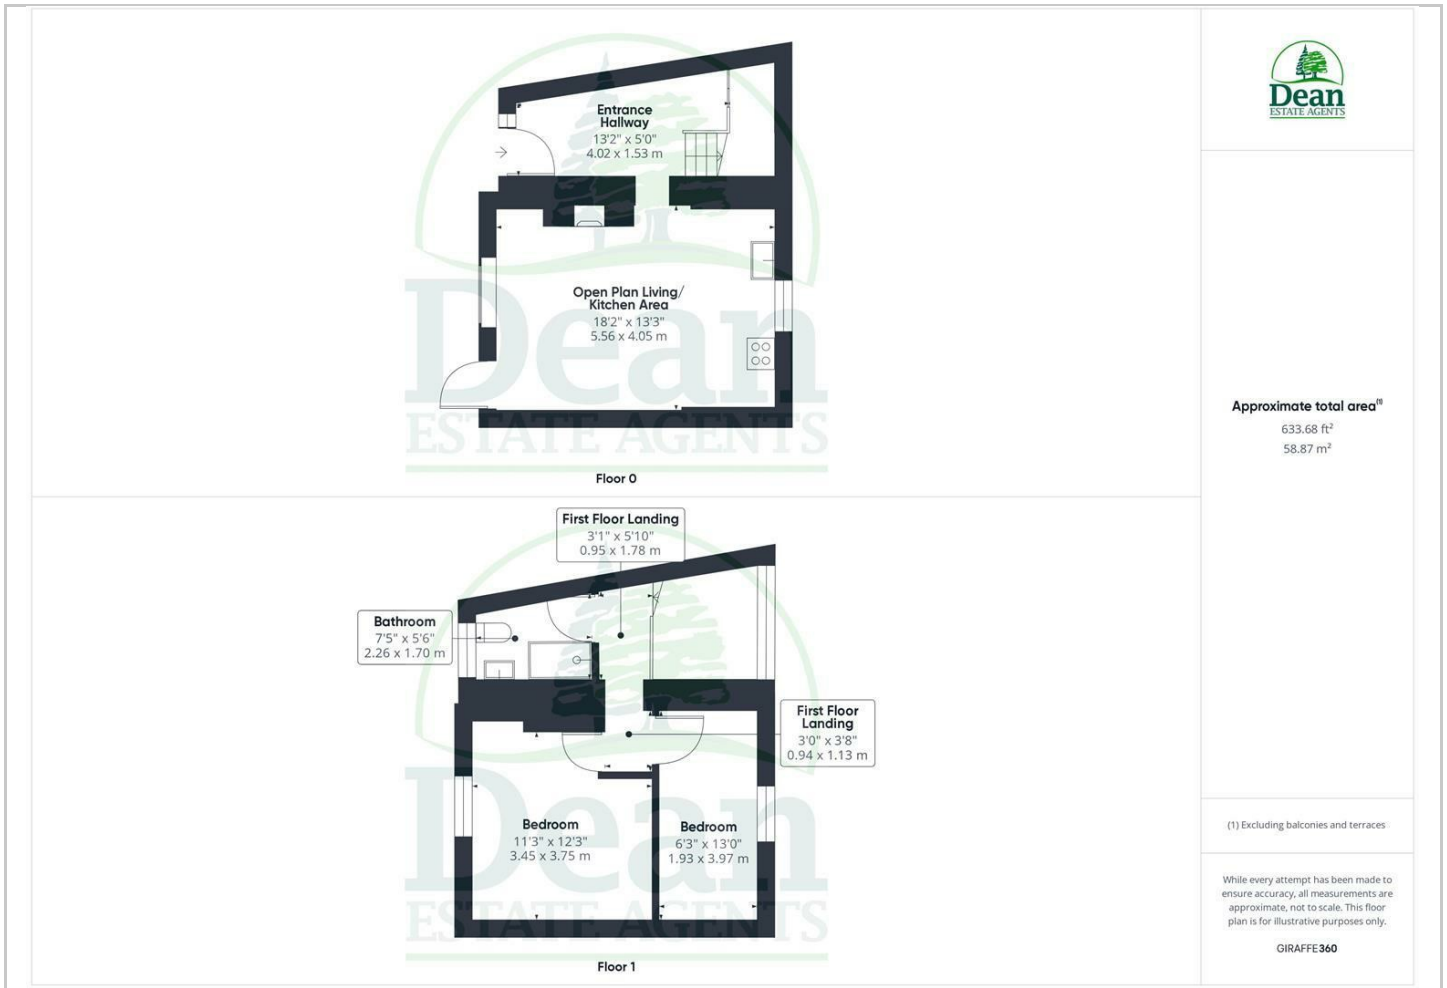 Entrance
Hallway
13'2" x 5'0"
4.02 x 1.53 m
Open Plan Living/
Kitchen Area
18'2" x 13'3"
5.56 x 4.05 m
Dean
ESTATE AGENTS
Floor 0
First Floor Landing
3'1" x 5'10"
0.95 x 1.78 m
Bathroom
7'5" x 5'6"
2.26 x 1.70 m
First Floor
Landing
3'0" x 3'8"
0.94 x 1.13 m
Bedroom
11'3" x 12'3"
3.45 x 3.75 m
Bedroom
6'3" x 13'0"
1.93 x 3.97 m
Dean
ESTATE AGENTS
Floor 1
Dean
ESTATE AGENTS
Approximate total area(1)
633.68 ft²
58.87 m²
(1) Excluding balconies and terraces
While every attempt has been made to
ensure accuracy, all measurements are
approximate, not to scale. This floor
plan is for illustrative purposes only.
GIRAFFE360